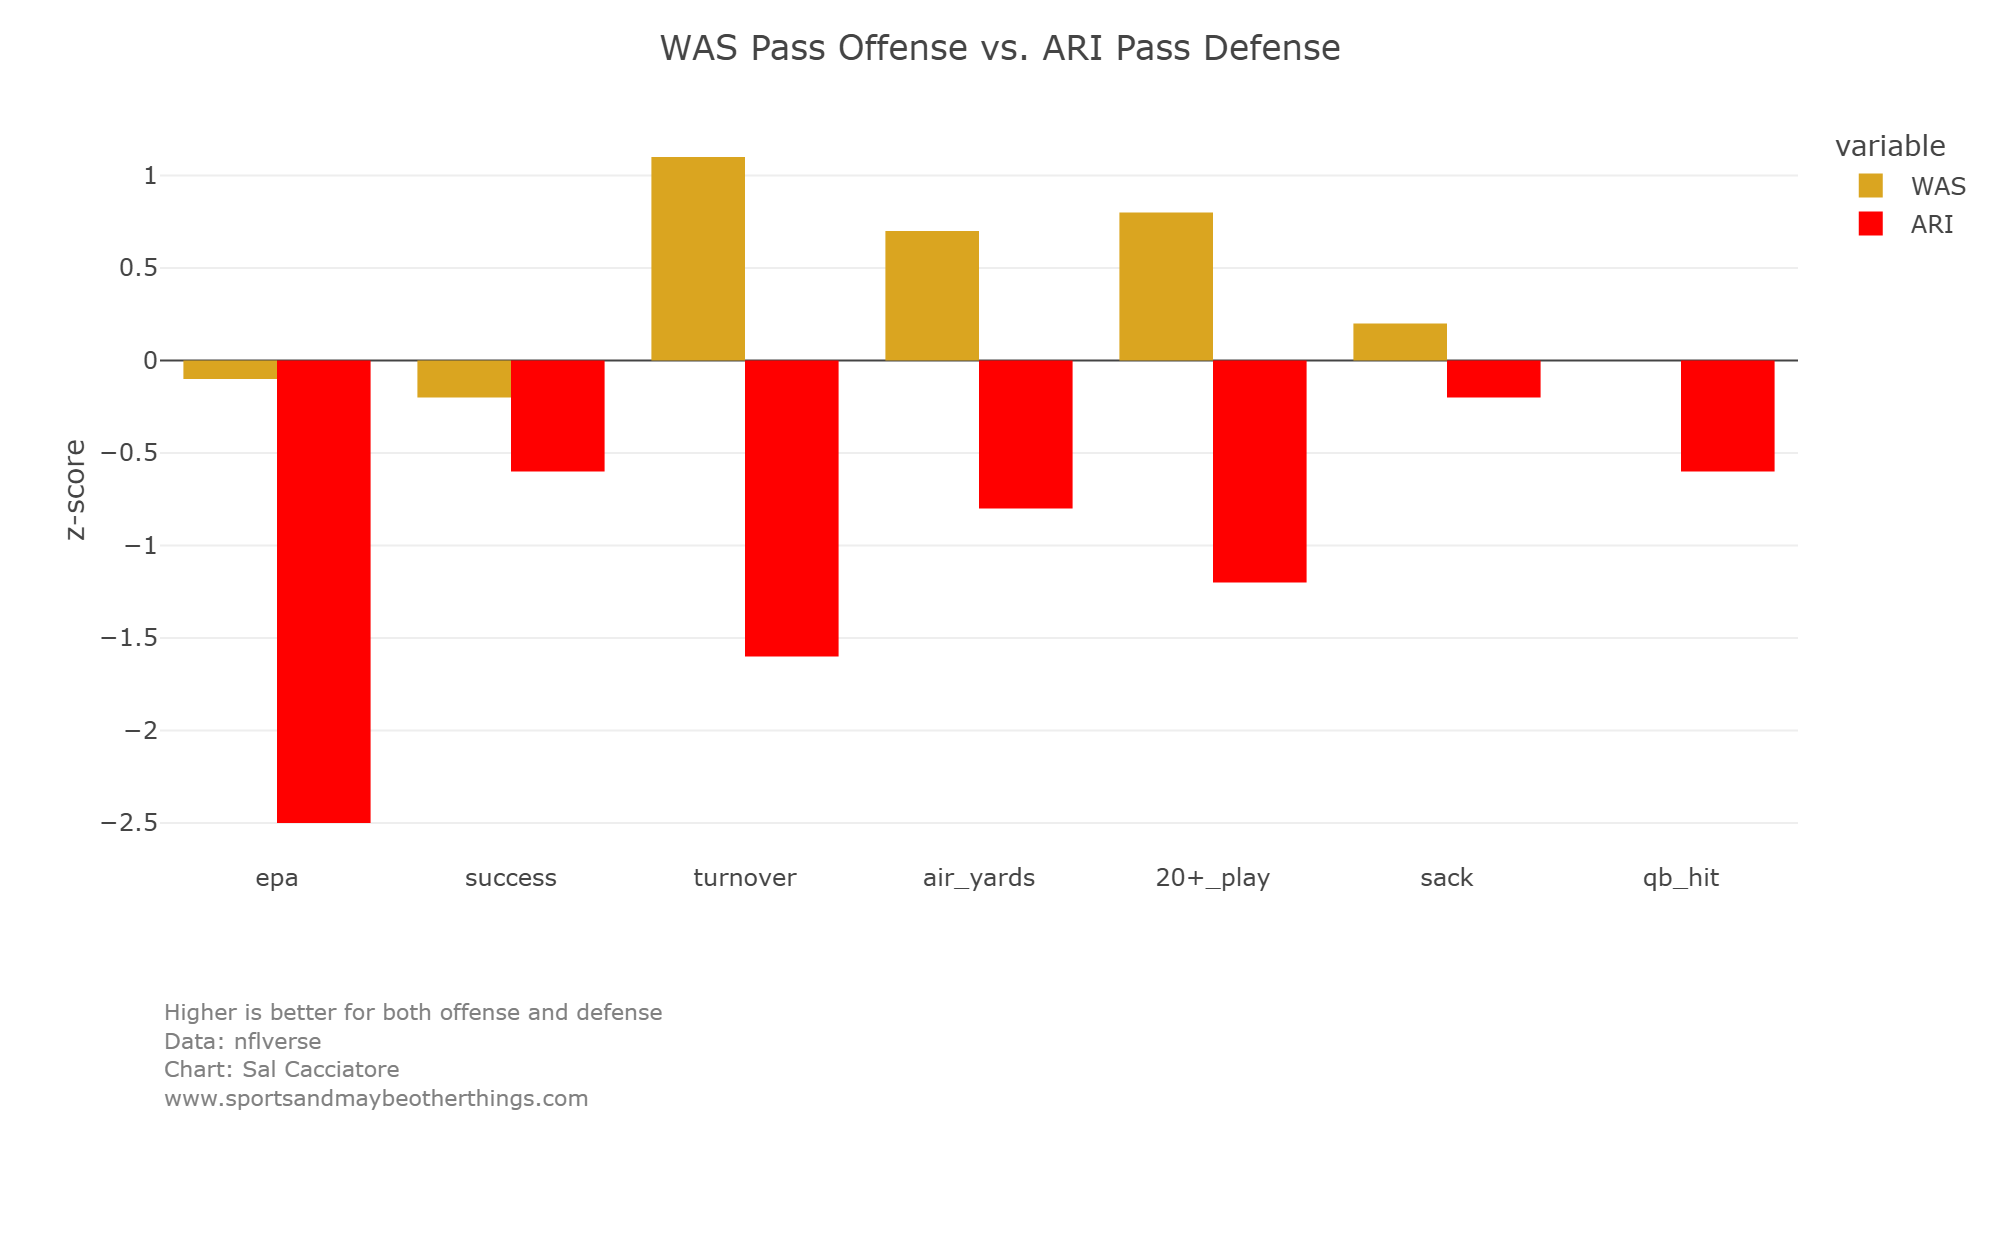 WAS Pass Offense vs. ARI Pass Defense
variable
WAS
ARI
z-score
1
0.5
0
−0.5
−1
−1.5
−2
−2.5
epa
success
turnover
air_yards
20+_play
sack
qb_hit
Higher is better for both offense and defense
Data: nflverse
Chart: Sal Cacciatore
www.sportsandmaybeotherthings.com